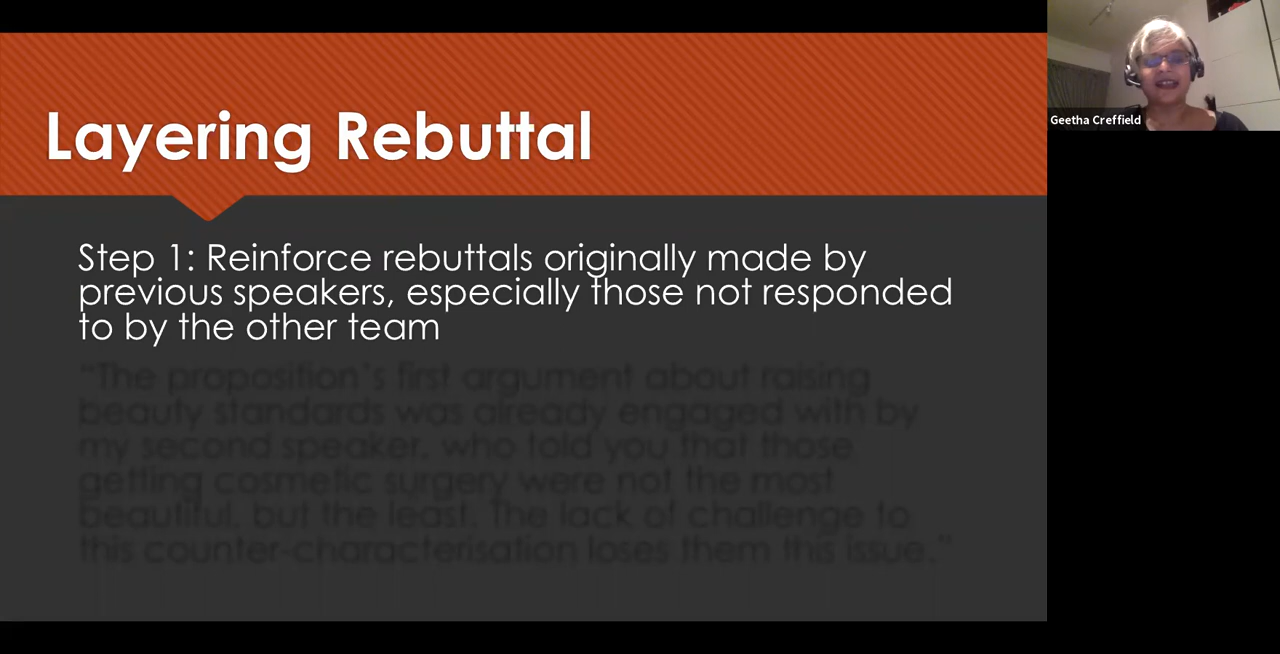 Layering Rebuttal
Geetha Creffield
Step 1: Reinforce rebuttals originally made by
previous speakers, especially those not responded
to by the other team
"The proposition's first argument about raising
beauty standards was already engaged with by
my second speaker, who told you that those
getting cosmetic surgery were not the most
beautiful, but the least. The lack of challenge to
this counter-characterisation loses them this issue."